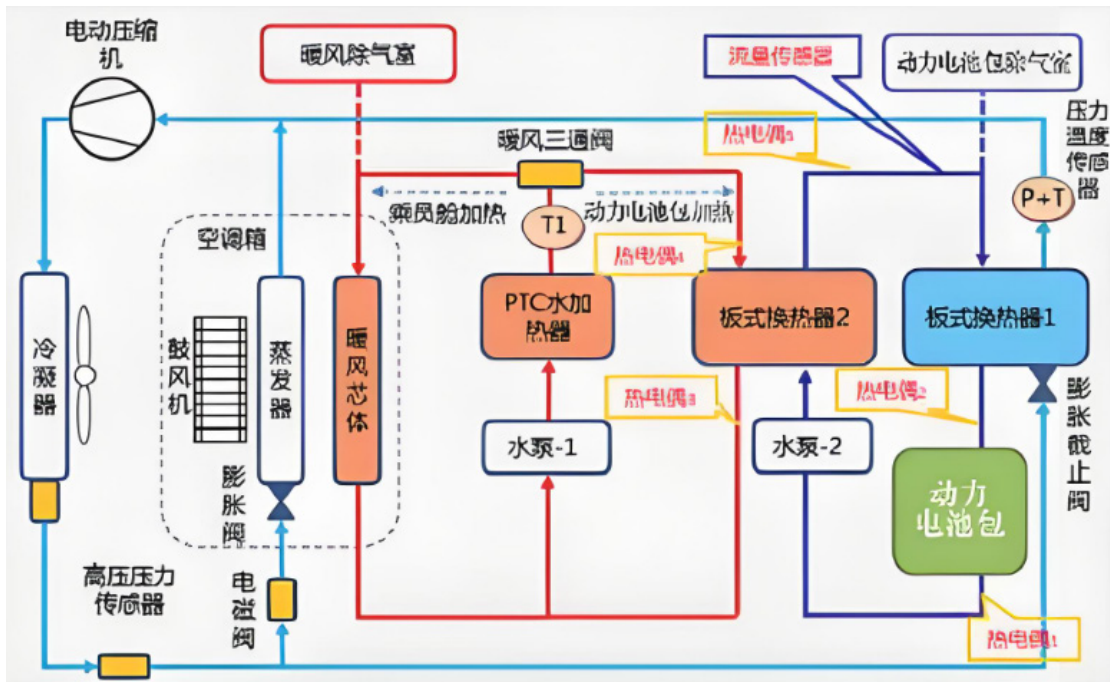 电动压缩
机
暖风除气室
流量传感器
动力电池包除气室
压力
温度
传感
器
热电偶
暖风三通阀
P+T
乘员舱加热
动力电池包加热
T1
空调箱
热电偶4
PTC水加
热器
板式换热器2
板式换热器1
冷凝器
鼓风机
蒸发器
暖风芯体
热电偶3
热电偶2
膨胀截止阀
水泵-1
水泵-2
膨胀阀
动力
电池包
高压压力
传感器
电磁阀
热电偶1